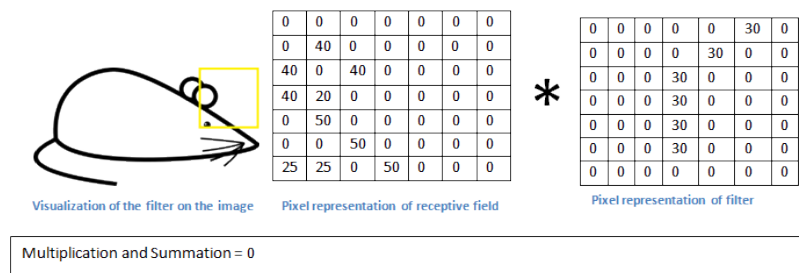 0 0 0 0 0 0 0
0 40 0 0 0 0 0
40 0 40 0 0 0 0
40 20 0 0 0 0 0
0 50 0 0 0 0 0
0 0 50 0 0 0 0
25 25 0 50 0 0 0
*
0 0 0 0 0 30 0
0 0 0 0 30 0 0
0 0 0 30 0 0 0
0 0 0 30 0 0 0
0 0 0 30 0 0 0
0 0 0 30 0 0 0
0 0 0 0 0 0 0
Visualization of the filter on the image
Pixel representation of receptive field
Pixel representation of filter
Multiplication and Summation = 0